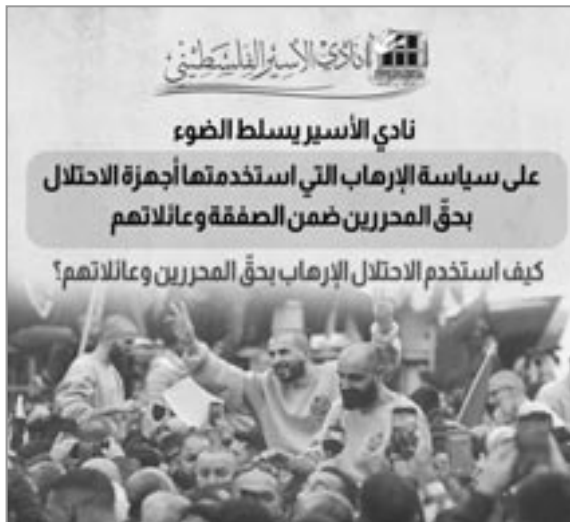 نادي الأسير الفلسطيني
نادي الأسير يسلط الضوء
على سياسة الإرهاب التي استخدمتها أجهزة الاحتلال
بحقّ المحررين ضمن الصفقة وعائلاتهم
كيف استخدم الاحتلال الإرهاب بحقّ المحررين وعائلاتهم؟